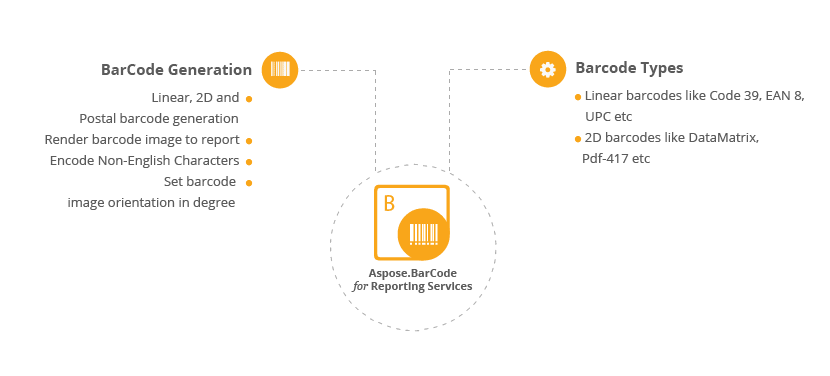 BarCode Generation
Linear, 2D and
Postal barcode generation
Render barcode image to report
Encode Non-English Characters
Set barcode
image orientation in degree
Barcode Types
Linear barcodes like Code 39, EAN 8,
UPC etc
2D barcodes like DataMatrix,
Pdf-417 etc
B
Aspose.BarCode
for Reporting Services